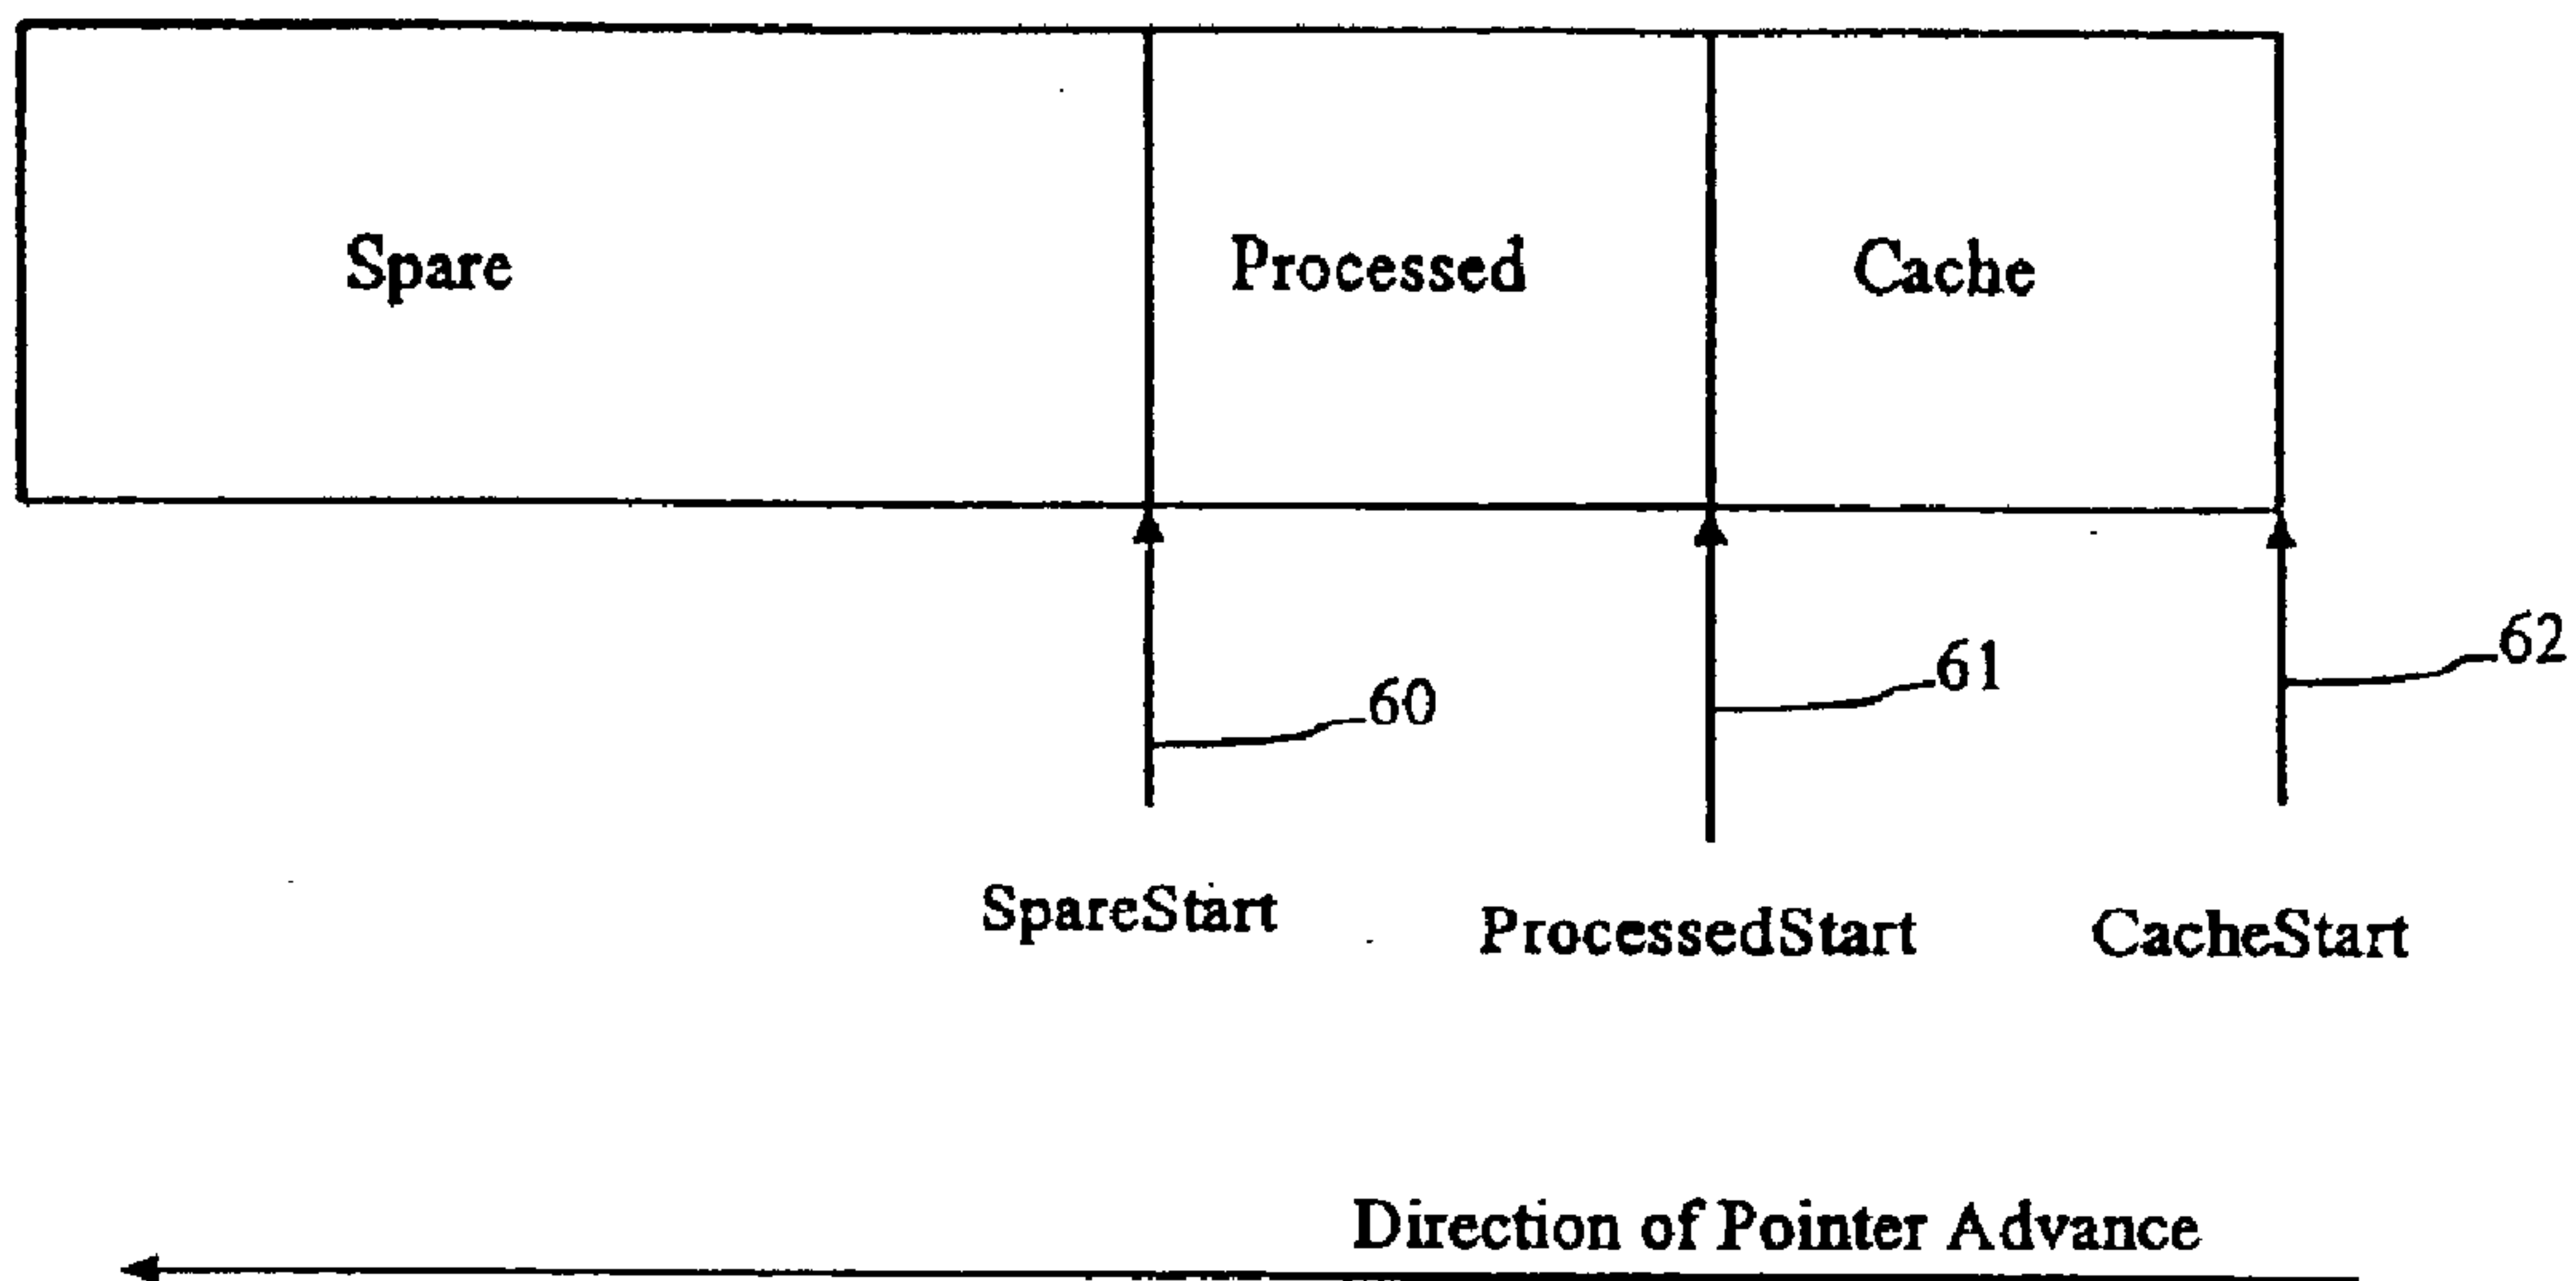 Spare
Processed
Cache
60
61
62
SpareStart
ProcessedStart
CacheStart
Direction of Pointer Advance